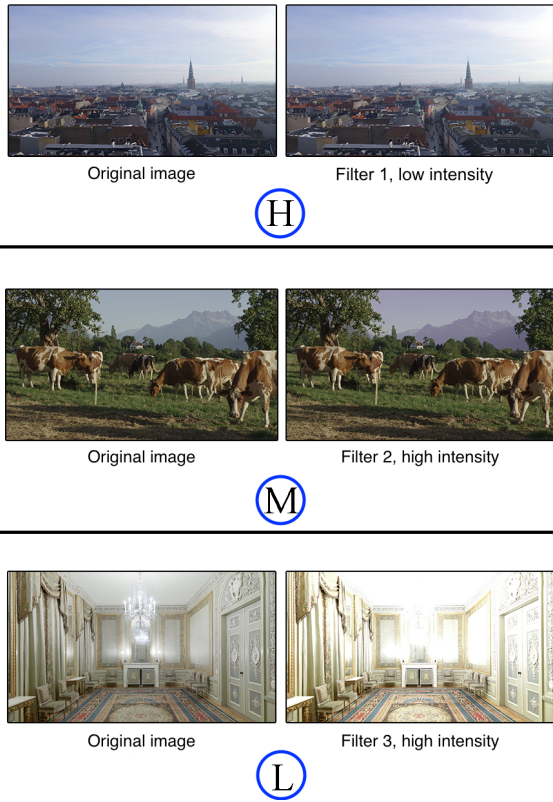 Original image
Filter 1, low intensity
H
Original image
Filter 2, high intensity
M
Original image
Filter 3, high intensity
L